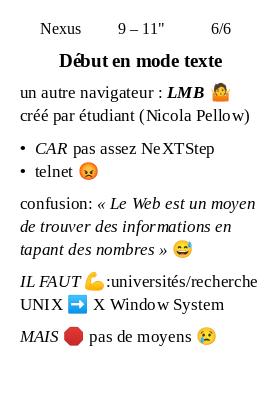 Nexus 9 – 11" 6/6
Début en mode texte
un autre navigateur : LMB 🤷
créé par étudiant (Nicola Pellow)
• CAR pas assez NeXTStep
• telnet 😡
confusion: « Le Web est un moyen
de trouver des informations en
tapant des nombres » 😅
IL FAUT 💪:universités/recherche
UNIX ➡️ X Window System
MAIS 🛑 pas de moyens 😢